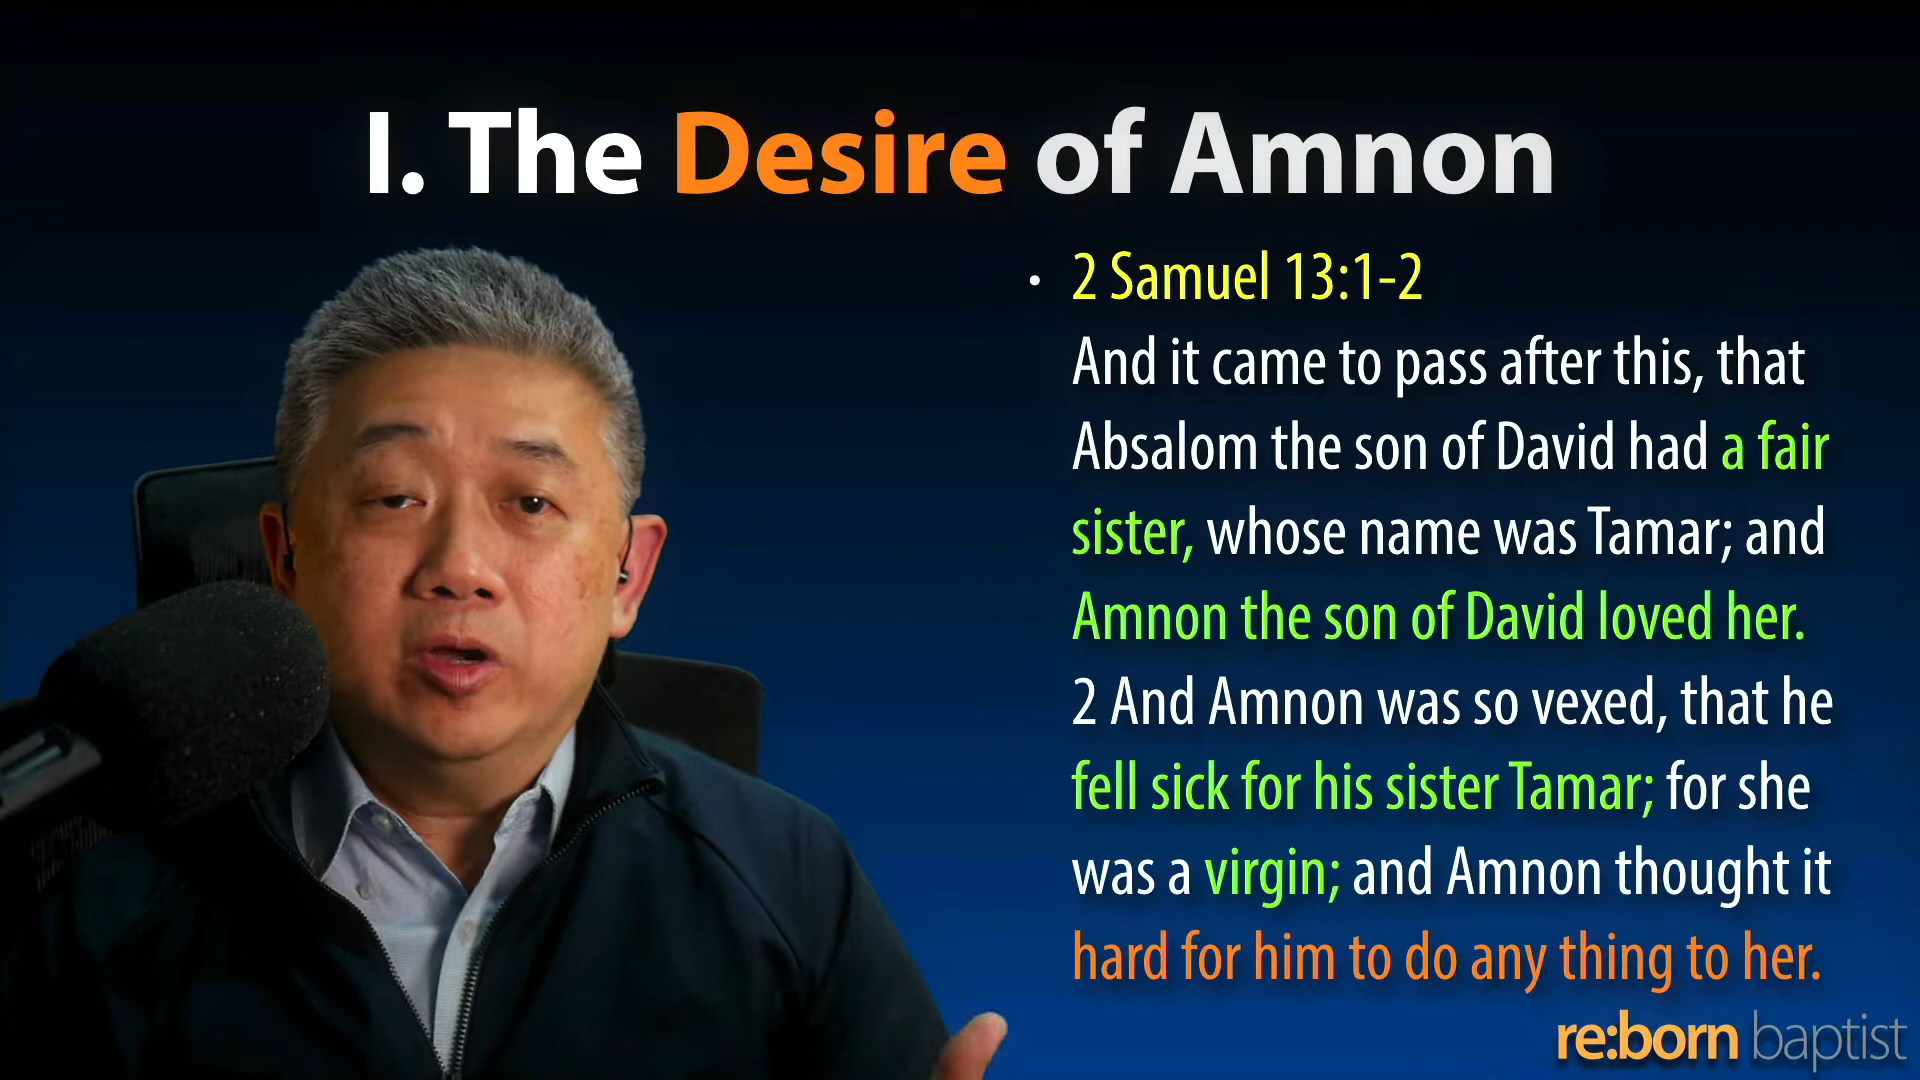 I. The Desire of Amnon
• 2 Samuel 13:1-2
And it came to pass after this, that
Absalom the son of David had a fair
sister, whose name was Tamar; and
Amnon the son of David loved her.
2 And Amnon was so vexed, that he
fell sick for his sister Tamar; for she
was a virgin; and Amnon thought it
hard for him to do any thing to her.
re:born baptist